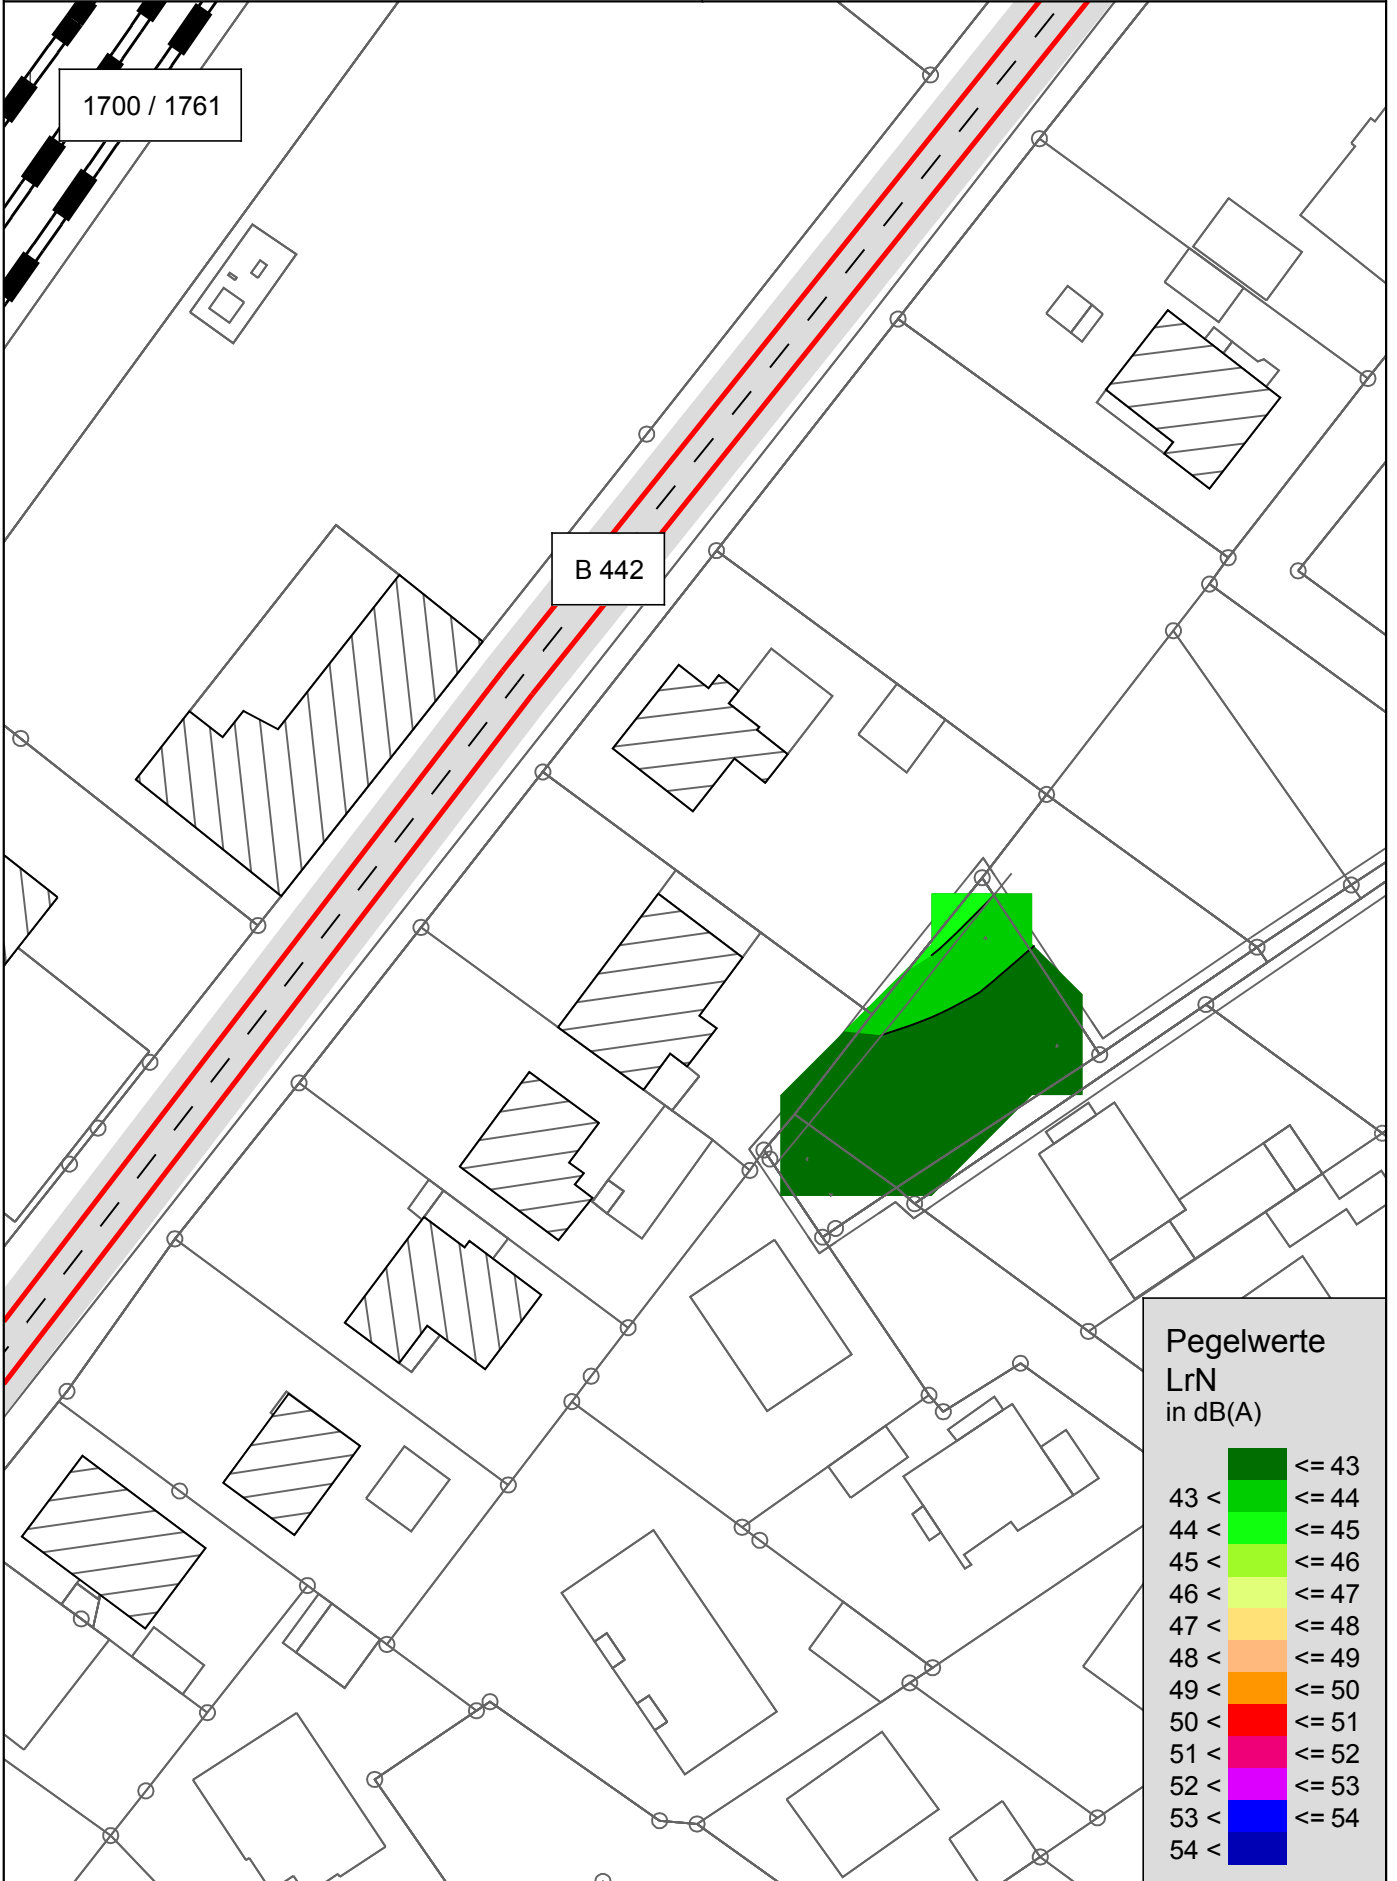 1700 / 1761
B 442
Pegelwerte
LrN
in dB(A)
<= 43
43 < <= 44
44 < <= 45
45 < <= 46
46 < <= 47
47 < <= 48
48 < <= 49
49 < <= 50
50 < <= 51
51 < <= 52
52 < <= 53
53 < <= 54
54 <